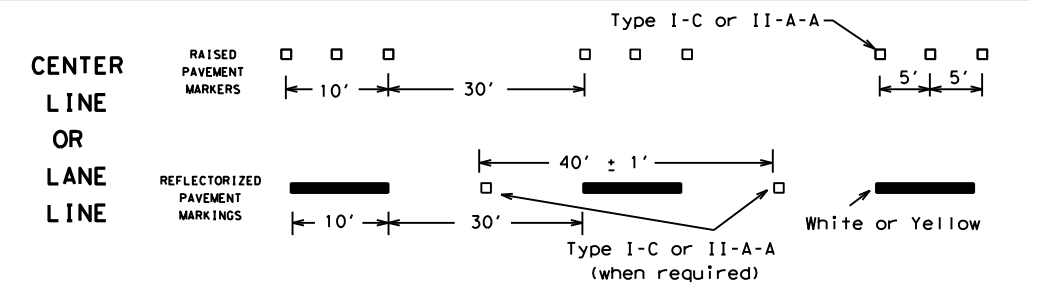 CENTER
LINE
OR
LANE
LINE
RAISED
PAVEMENT
MARKERS
Type I-C or II-A-A
10'
30'
5'
5'
REFLECTORIZED
PAVEMENT
MARKINGS
40' ± 1'
10'
30'
Type I-C or II-A-A
(when required)
White or Yellow